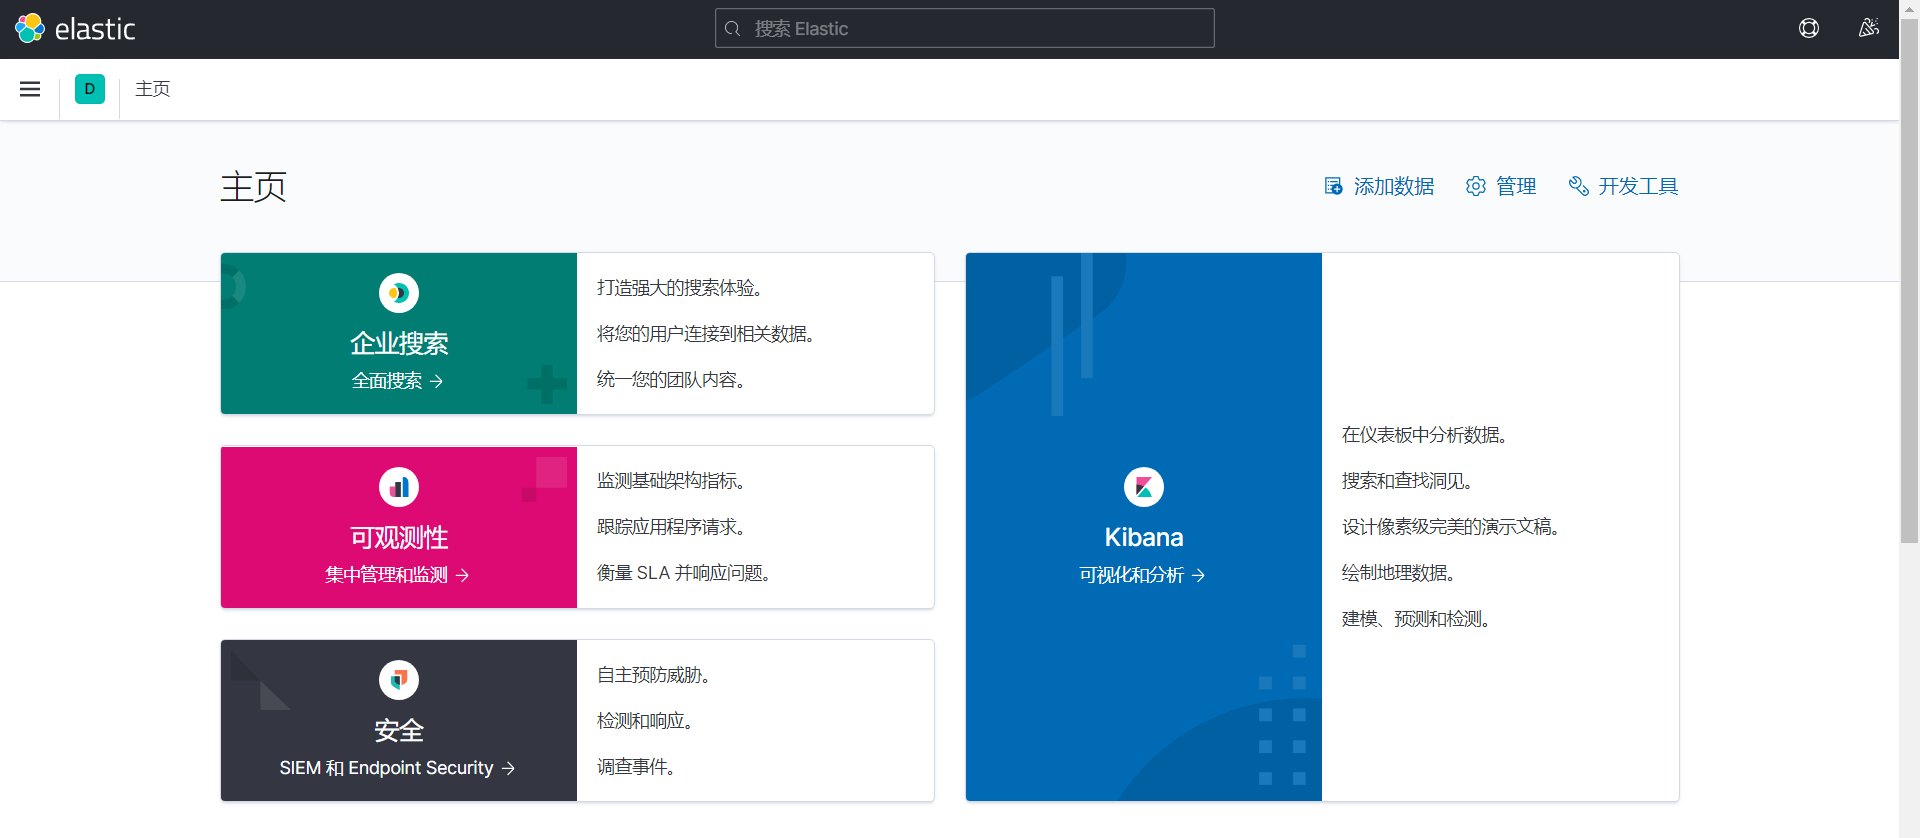 elastic
搜索 Elastic
D
主页
主页
添加数据
管理
开发工具
企业搜索
全面搜索 →
打造强大的搜索体验。
将您的用户连接到相关数据。
统一您的团队内容。
可观测性
集中管理和监测 →
监测基础架构指标。
跟踪应用程序请求。
衡量 SLA 并响应问题。
安全
SIEM 和 Endpoint Security →
自主预防威胁。
检测和响应。
调查事件。
Kibana
可视化和分析 →
在仪表板中分析数据。
搜索和查找洞见。
设计像素级完美的演示文稿。
绘制地理数据。
建模、预测和检测。